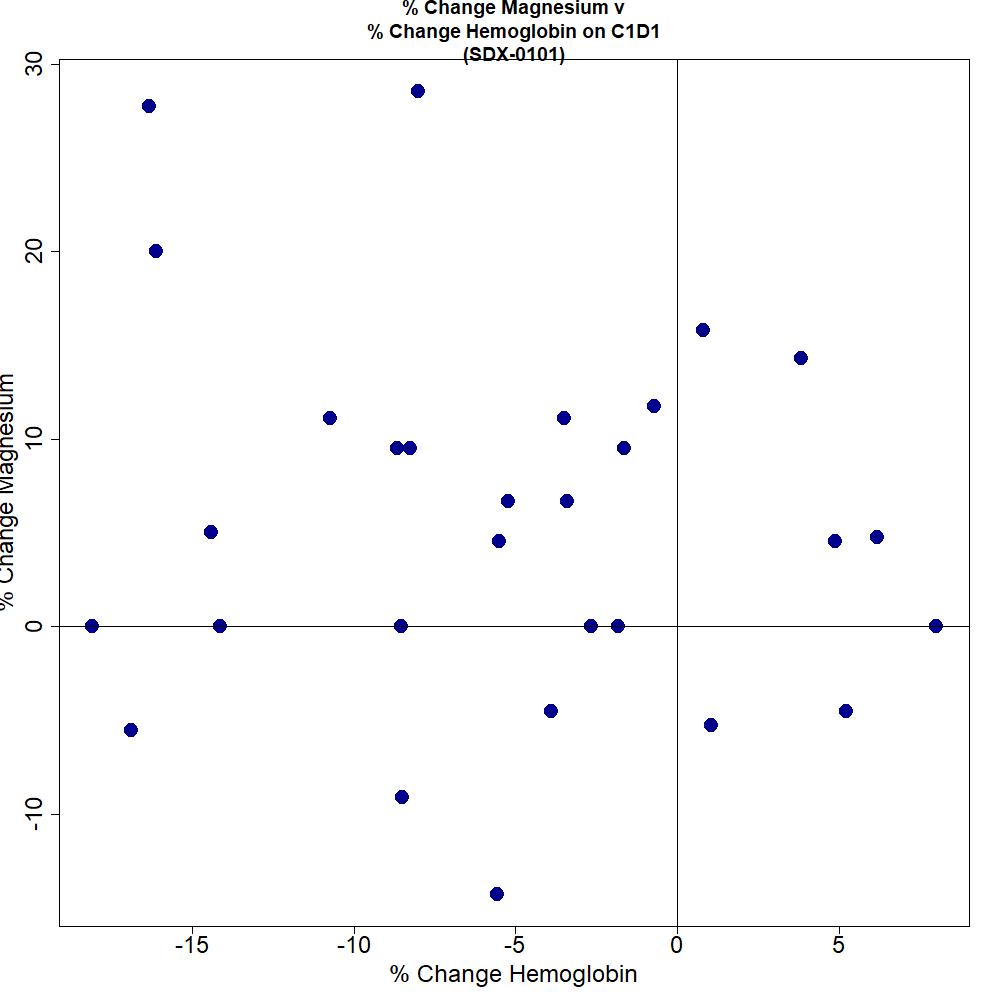 % Change Magnesium v
% Change Hemoglobin on C1D1
(SDX-0101)
30
20
10
0
-10
% Change Magnesium
-15
-10
-5
0
5
% Change Hemoglobin